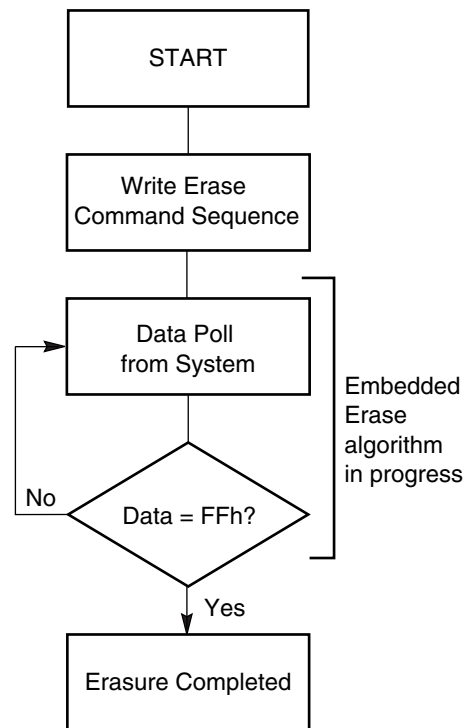 START
Write Erase
Command Sequence
Data Poll
from System
Embedded
Erase
algorithm
in progress
No
Data = FFh?
Yes
Erasure Completed